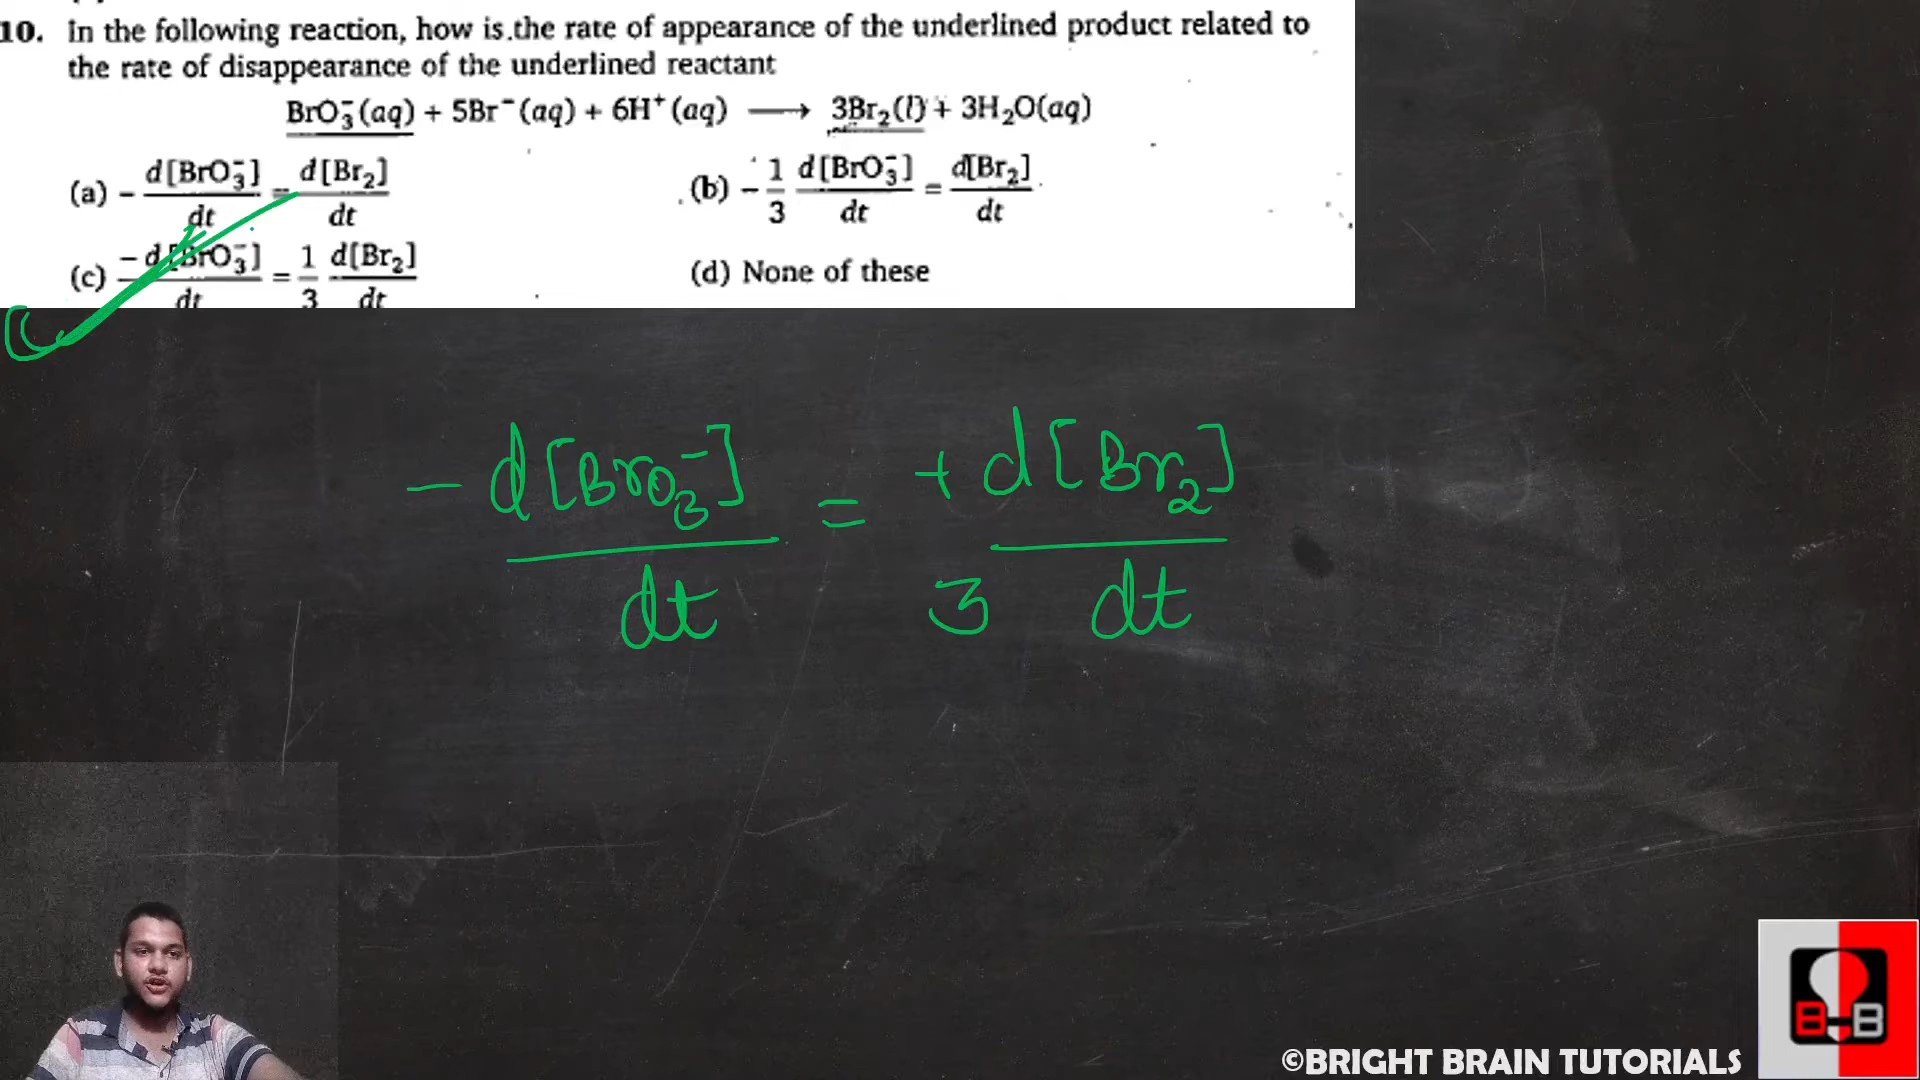 10. In the following reaction, how is the rate of appearance of the underlined product related to
the rate of disappearance of the underlined reactant
BrO₃⁻(aq) + 5Br⁻(aq) + 6H⁺(aq) ⟶ 3Br₂(l) + 3H₂O(aq)
(a) − d[BrO₃⁻]/dt = d[Br₂]/dt (b) − 1/3 d[BrO₃⁻]/dt = d[Br₂]/dt
(c) −d[BrO₃⁻]/dt = 1/3 d[Br₂]/dt (d) None of these
− d[BrO₃⁻]/dt = + d[Br₂]/3 dt
B B
©BRIGHT BRAIN TUTORIALS